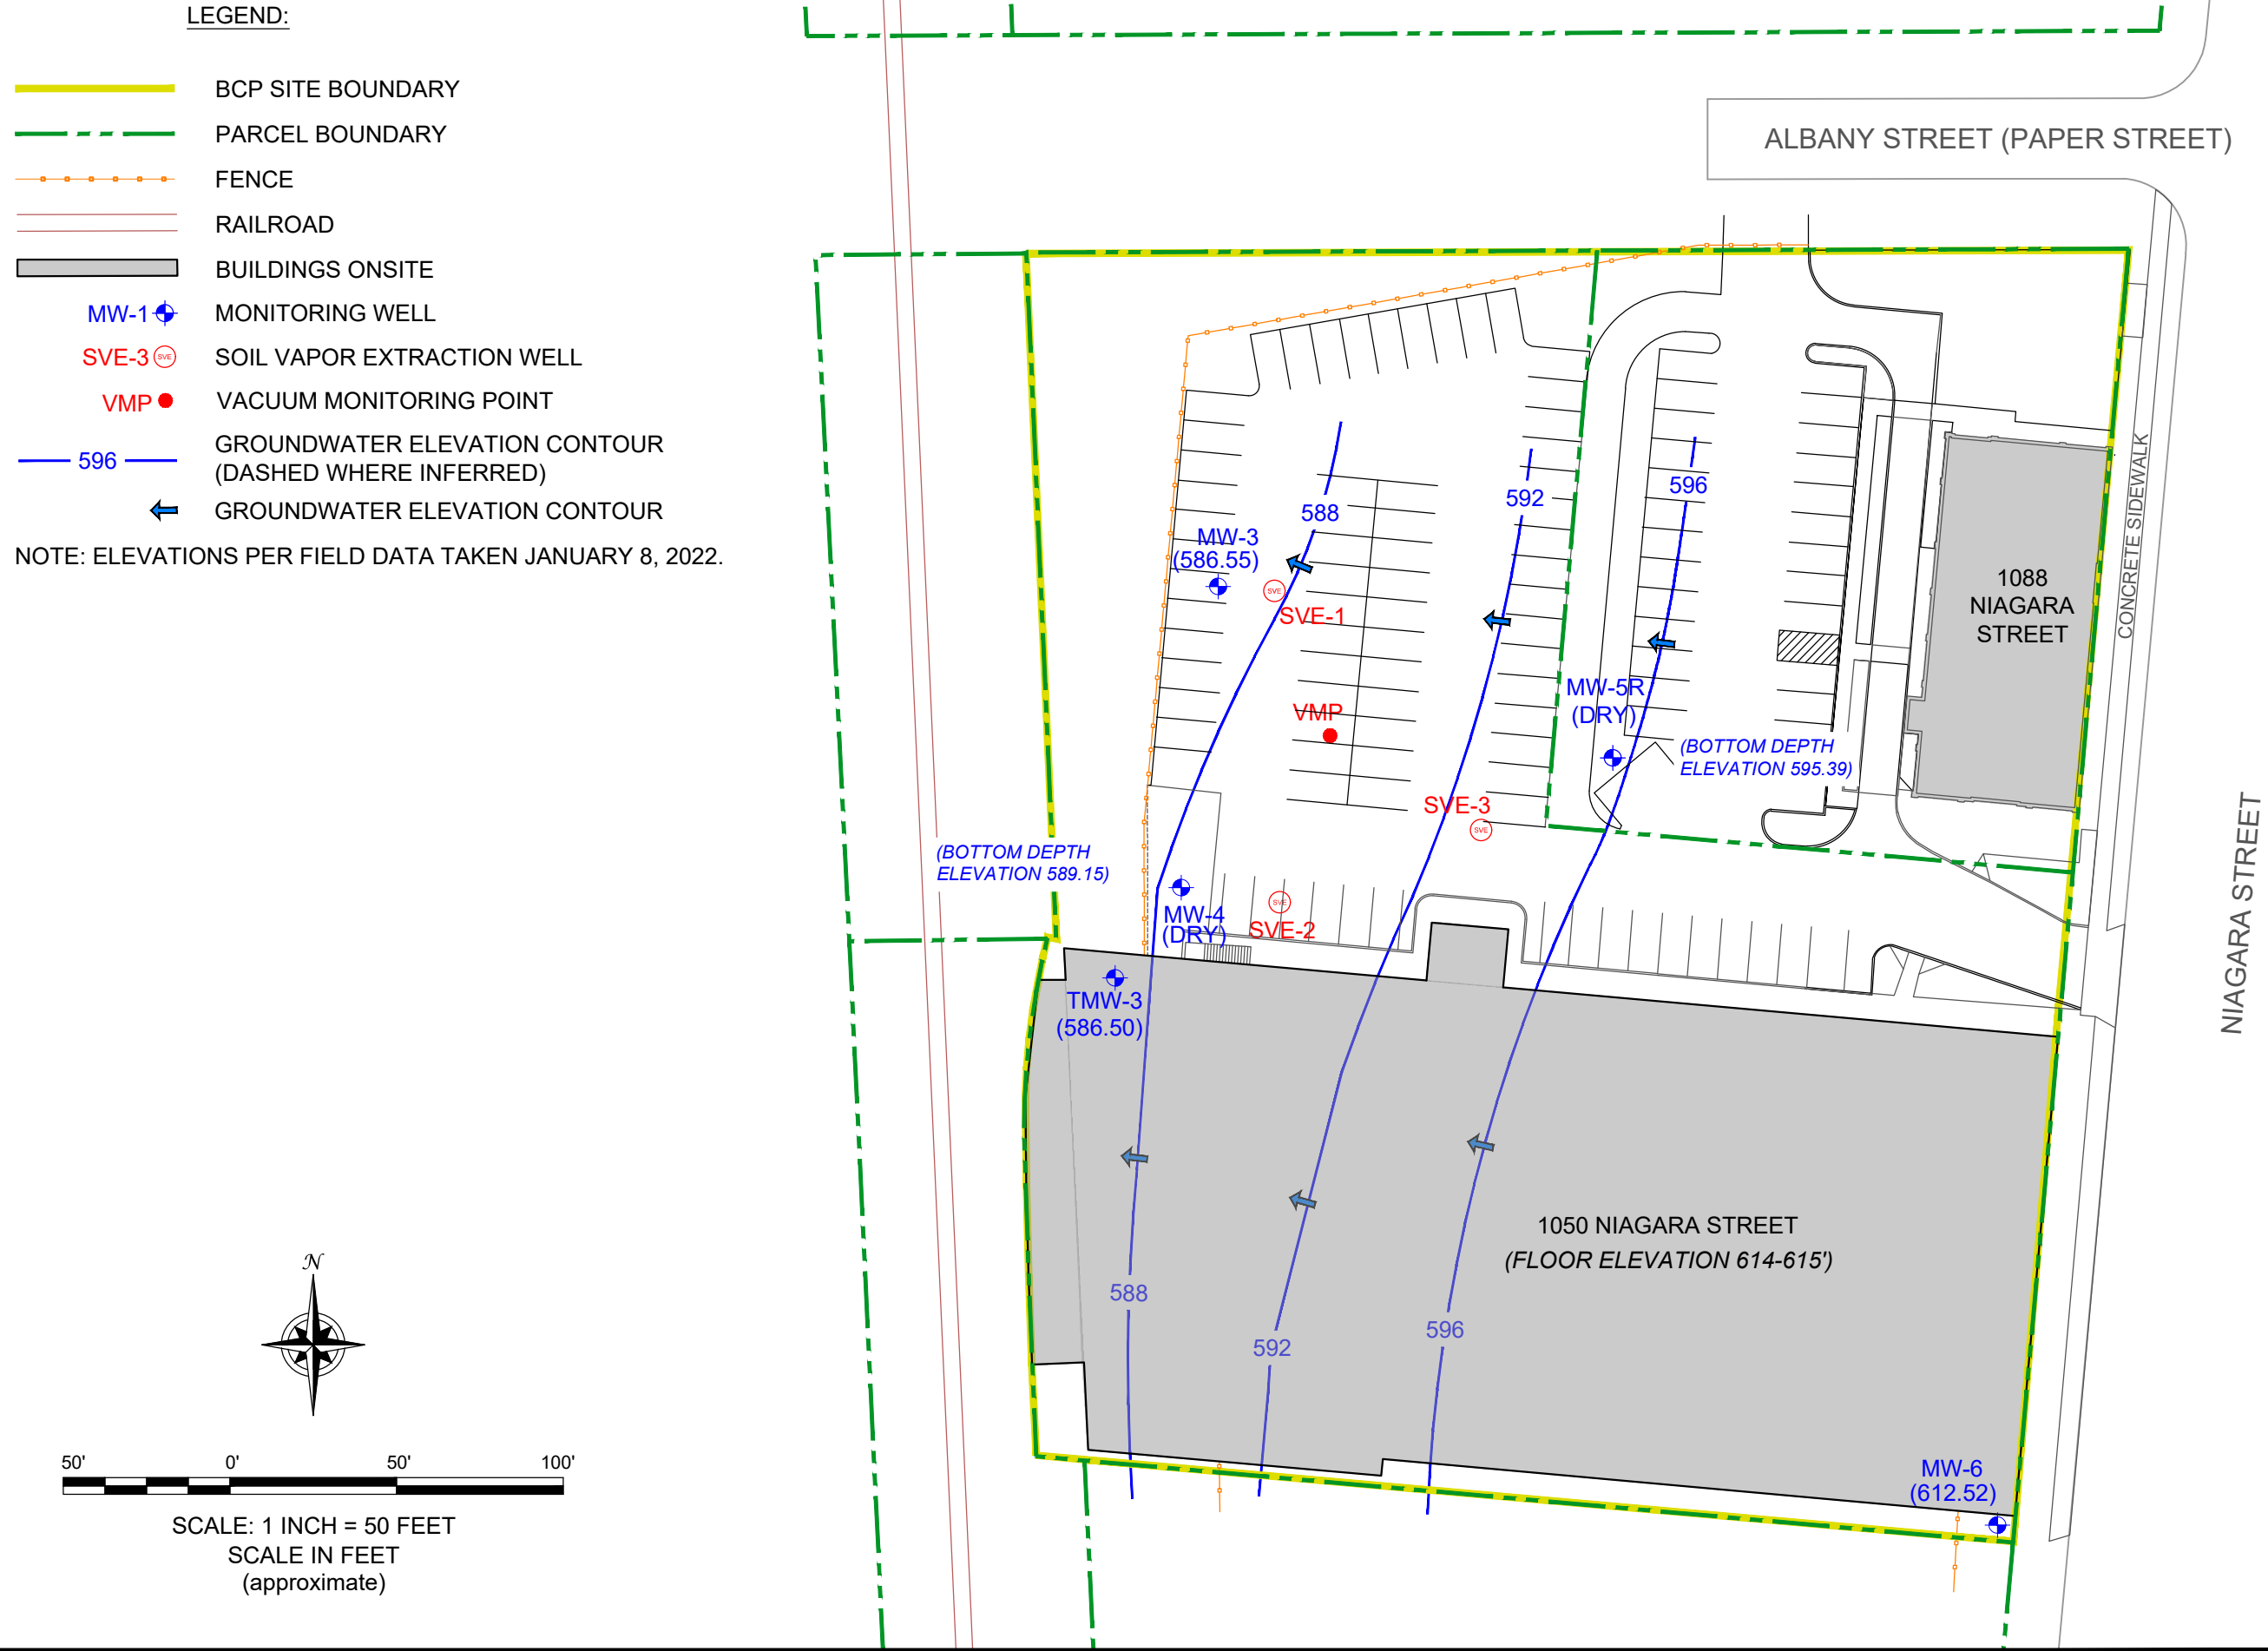 LEGEND:
BCP SITE BOUNDARY
PARCEL BOUNDARY
FENCE
RAILROAD
BUILDINGS ONSITE
MW-1
MONITORING WELL
SVE-3
SVE
SOIL VAPOR EXTRACTION WELL
VMP
VACUUM MONITORING POINT
596
GROUNDWATER ELEVATION CONTOUR
(DASHED WHERE INFERRED)
GROUNDWATER ELEVATION CONTOUR
NOTE: ELEVATIONS PER FIELD DATA TAKEN JANUARY 8, 2022.
ALBANY STREET (PAPER STREET)
CONCRETE SIDEWALK
NIAGARA STREET
1088
NIAGARA
STREET
588
592
596
MW-3
(586.55)
SVE
SVE-1
MW-5R
(DRY)
VMP
(BOTTOM DEPTH
ELEVATION 595.39)
SVE-3
SVE
(BOTTOM DEPTH
ELEVATION 589.15)
MW-4
(DRY)
SVE
SVE-2
TMW-3
(586.50)
1050 NIAGARA STREET
(FLOOR ELEVATION 614-615')
588
592
596
MW-6
(612.52)
N
50'
0'
50'
100'
SCALE: 1 INCH = 50 FEET
SCALE IN FEET
(approximate)